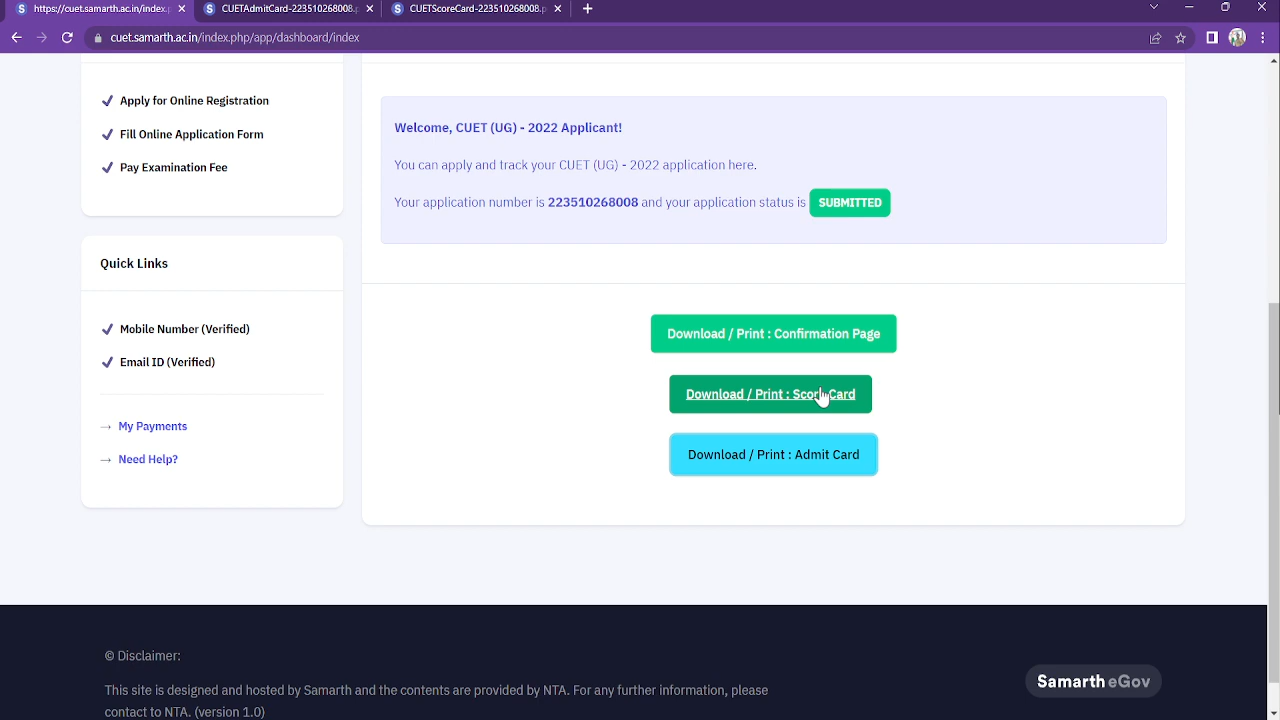 https://cuet.samarth.ac.in/index.p
CUETAdmitCard-223510268008.p
CUETScoreCard-223510268008.p
cuet.samarth.ac.in/index.php/app/dashboard/index
Apply for Online Registration
Fill Online Application Form
Pay Examination Fee
Quick Links
Mobile Number (Verified)
Email ID (Verified)
→ My Payments
→ Need Help?
Welcome, CUET (UG) - 2022 Applicant!
You can apply and track your CUET (UG) - 2022 application here.
Your application number is 223510268008 and your application status is SUBMITTED
Download / Print : Confirmation Page
Download / Print : Score Card
Download / Print : Admit Card
© Disclaimer:
This site is designed and hosted by Samarth and the contents are provided by NTA. For any further information, please
contact to NTA. (version 1.0)
Samarth eGov